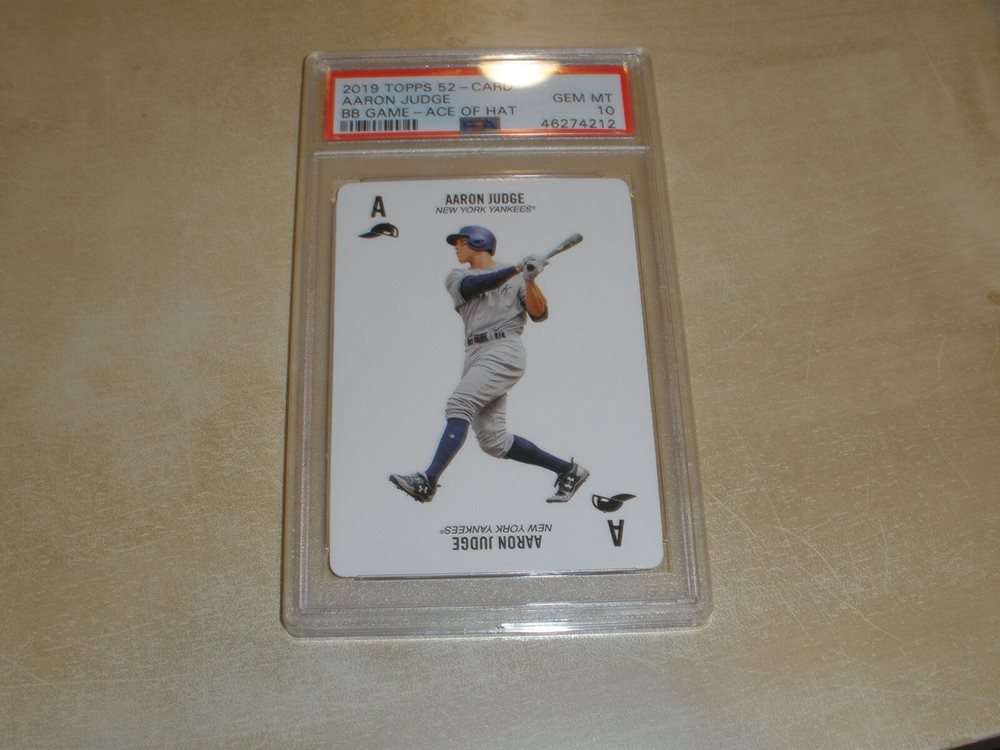 2019 TOPPS 52-CARD
AARON JUDGE GEM MT
BB GAME-ACE OF HAT 10
46274212
PSA
A
AARON JUDGE
NEW YORK YANKEES®
A
AARON JUDGE
NEW YORK YANKEES®